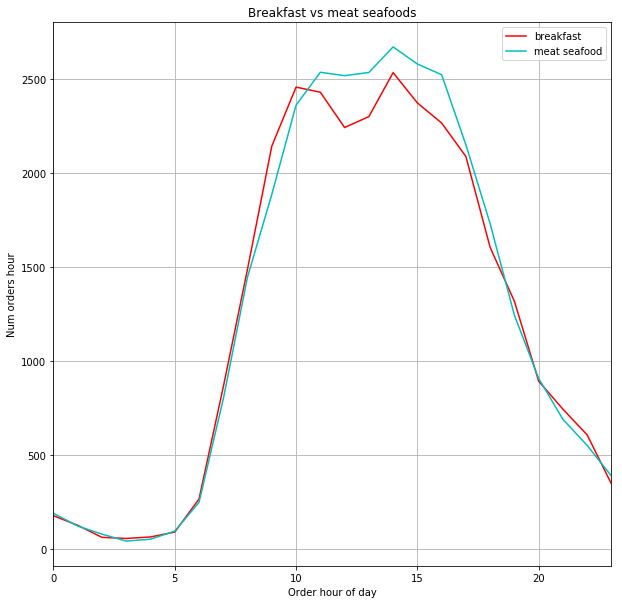 Breakfast vs meat seafoods
breakfast
meat seafood
2500
2000
1500
1000
500
0
Num orders hour
0 5 10 15 20
Order hour of day